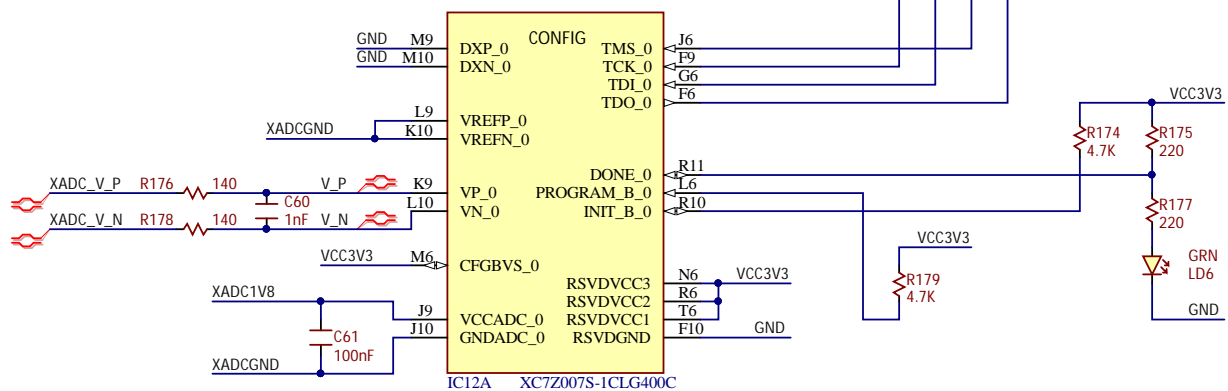 CONFIG
GND M9 DXP_0 TMS_0 J6
GND M10 DXN_0 TCK_0 F9
TDI_0 G6
TDO_0 F6
VCC3V3
L9 VREFP_0
XADCGND K10 VREFN_0
R174 4.7K
R175 220
DONE_0 R11
XADC_V_P R176 140 V_P K9 VP_0 PROGRAM_B_0 L6
C60 1nF
XADC_V_N R178 140 V_N L10 VN_0 INIT_B_0 R10
R177 220
VCC3V3 M6 CFGBVS_0
VCC3V3
GRN
LD6
RSVDVCC3 N6 VCC3V3
R179 4.7K
XADC1V8 RSVDVCC2 R6
J9 VCCADC_0 RSVDVCC1 T6
GND
C61 100nF
J10 GNDADC_0 RSVDGND F10 GND
XADCGND
IC12A XC7Z007S-1CLG400C